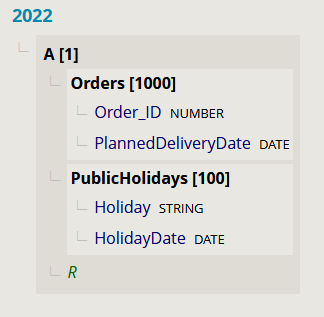 2022
A [1]
Orders [1000]
Order_ID NUMBER
PlannedDeliveryDate DATE
PublicHolidays [100]
Holiday STRING
HolidayDate DATE
R